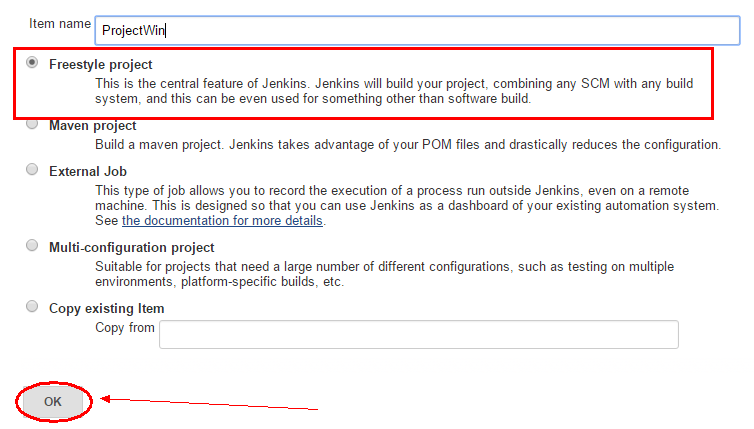 Item name ProjectWin
Freestyle project
This is the central feature of Jenkins. Jenkins will build your project, combining any SCM with any build
system, and this can be even used for something other than software build.
Maven project
Build a maven project. Jenkins takes advantage of your POM files and drastically reduces the configuration.
External Job
This type of job allows you to record the execution of a process run outside Jenkins, even on a remote
machine. This is designed so that you can use Jenkins as a dashboard of your existing automation system.
See the documentation for more details.
Multi-configuration project
Suitable for projects that need a large number of different configurations, such as testing on multiple
environments, platform-specific builds, etc.
Copy existing Item
Copy from
OK